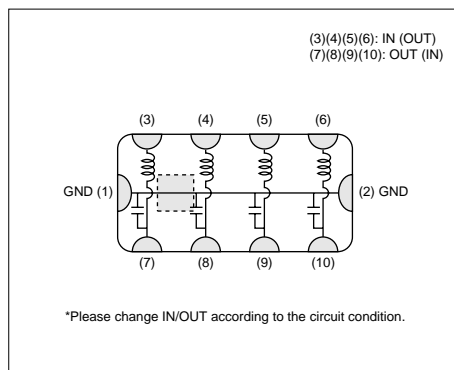 (3)(4)(5)(6): IN (OUT)
(7)(8)(9)(10): OUT (IN)
(3) (4) (5) (6)
GND (1) (2) GND
(7) (8) (9) (10)
*Please change IN/OUT according to the circuit condition.